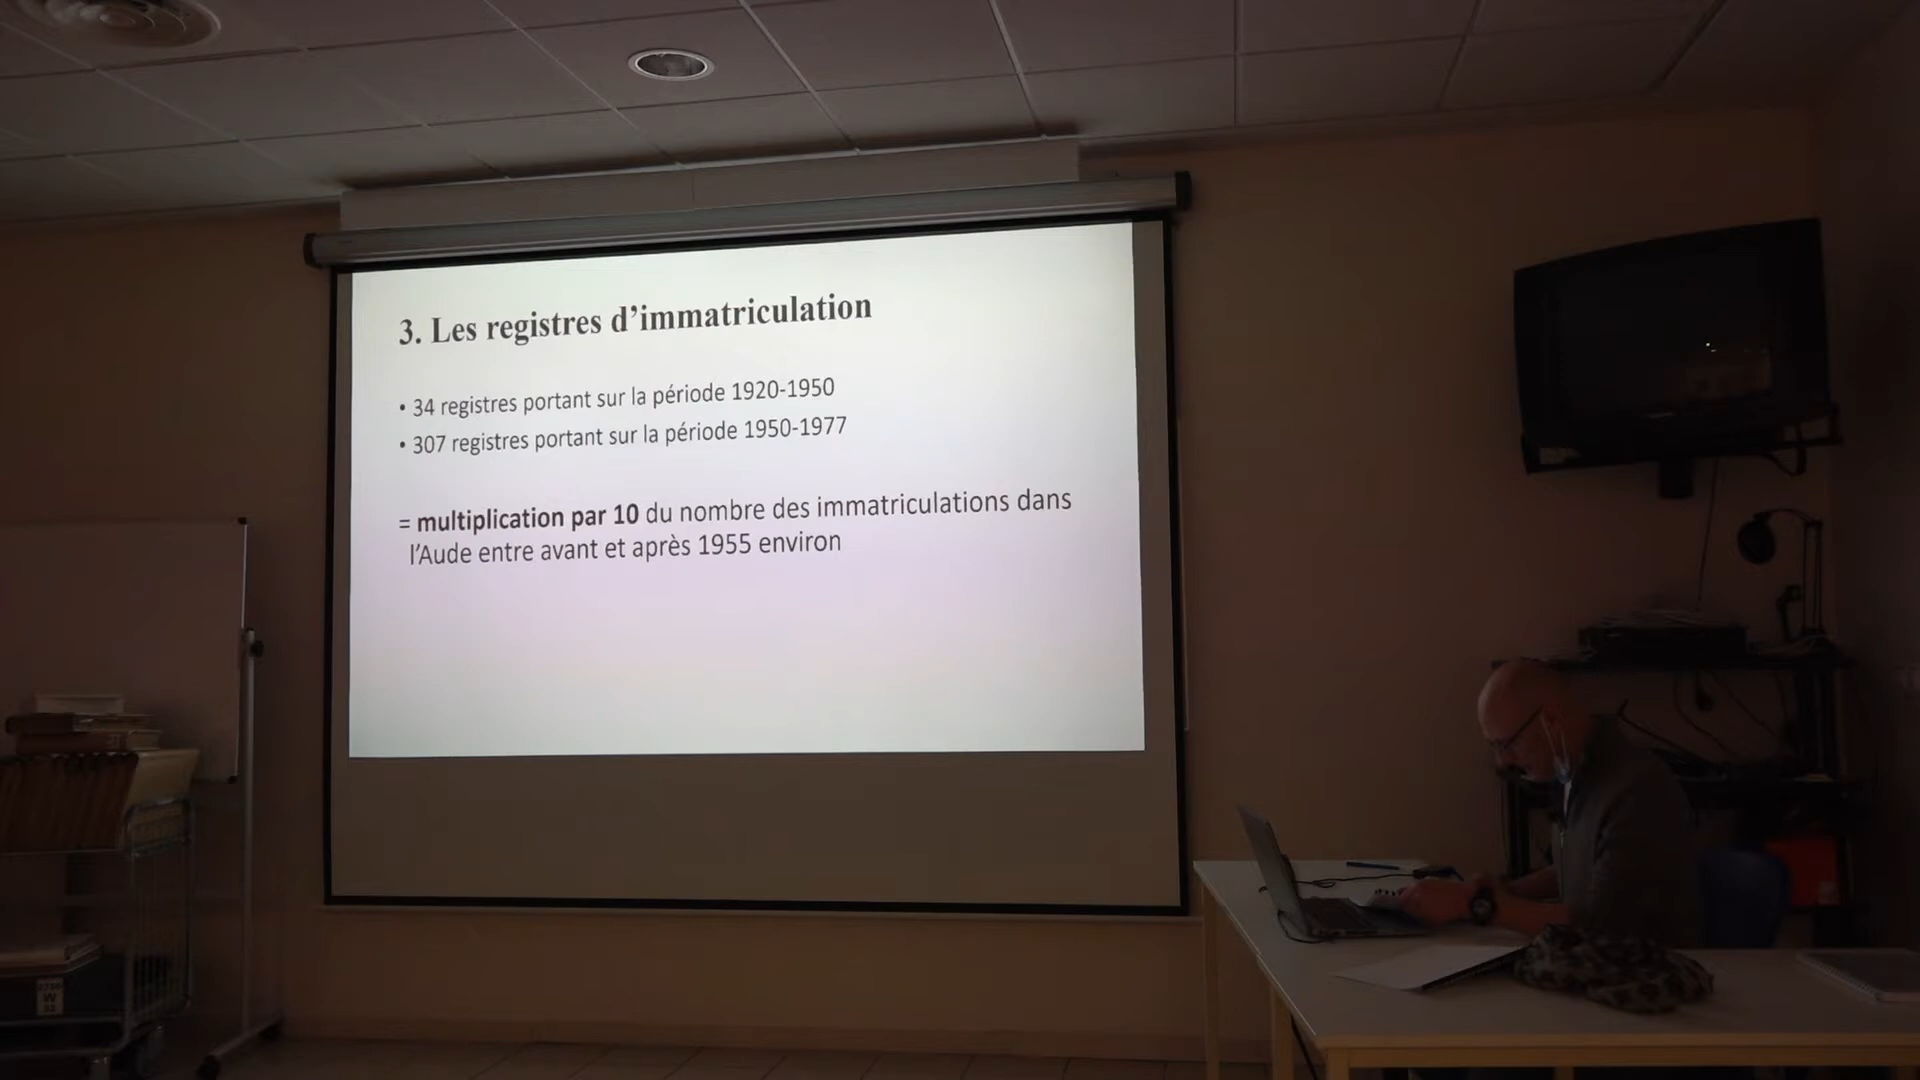 3. Les registres d’immatriculation
• 34 registres portant sur la période 1920-1950
• 307 registres portant sur la période 1950-1977
= multiplication par 10 du nombre des immatriculations dans
l’Aude entre avant et après 1955 environ
W